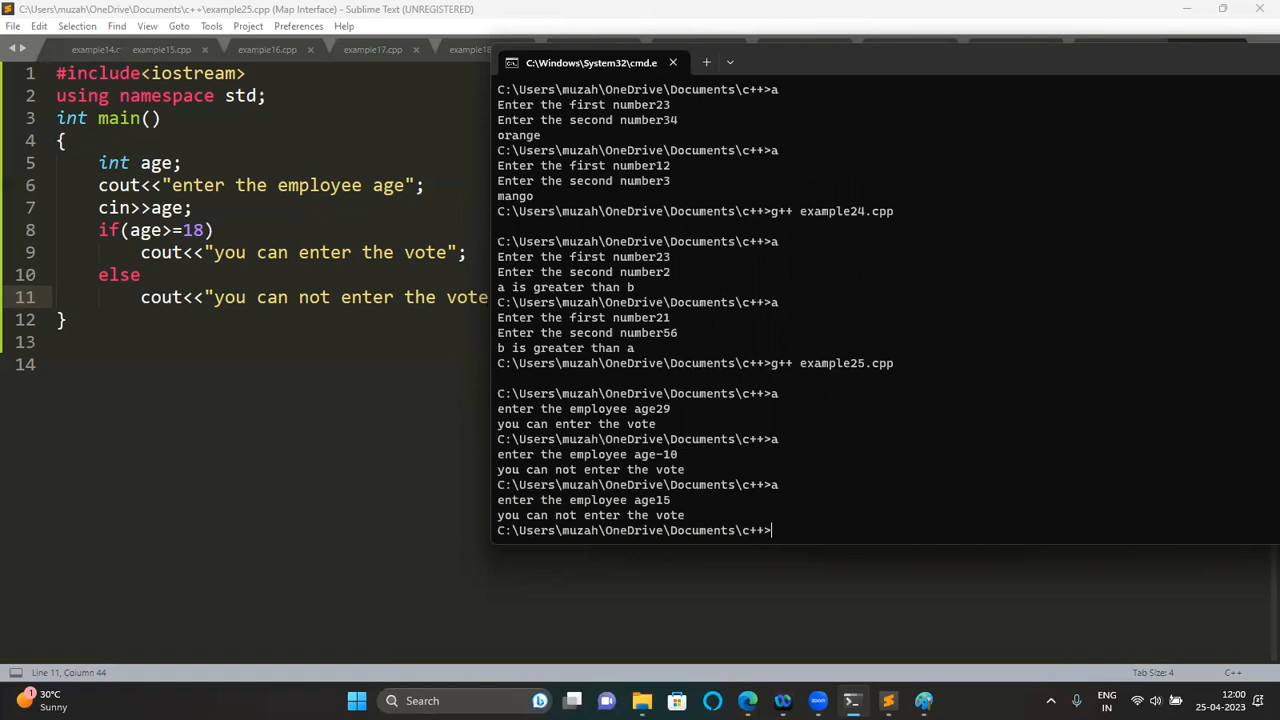 C:\Users\muzah\OneDrive\Documents\c++\example25.cpp (Map Interface) - Sublime Text (UNREGISTERED)
File Edit Selection Find View Goto Tools Project Preferences Help
example14.c example15.cpp × example16.cpp × example17.cpp × example18
1 #include<iostream>
2 using namespace std;
3 int main()
4 {
5 int age;
6 cout<<"enter the employee age";
7 cin>>age;
8 if(age>=18)
9 cout<<"you can enter the vote";
10 else
11 cout<<"you can not enter the vote
12 }
13
14
C:\Windows\System32\cmd.e
C:\Users\muzah\OneDrive\Documents\c++>a
Enter the first number23
Enter the second number34
orange
C:\Users\muzah\OneDrive\Documents\c++>a
Enter the first number12
Enter the second number3
mango
C:\Users\muzah\OneDrive\Documents\c++>g++ example24.cpp
C:\Users\muzah\OneDrive\Documents\c++>a
Enter the first number23
Enter the second number2
a is greater than b
C:\Users\muzah\OneDrive\Documents\c++>a
Enter the first number21
Enter the second number56
b is greater than a
C:\Users\muzah\OneDrive\Documents\c++>g++ example25.cpp
C:\Users\muzah\OneDrive\Documents\c++>a
enter the employee age29
you can enter the vote
C:\Users\muzah\OneDrive\Documents\c++>a
enter the employee age-10
you can not enter the vote
C:\Users\muzah\OneDrive\Documents\c++>a
enter the employee age15
you can not enter the vote
C:\Users\muzah\OneDrive\Documents\c++>
Line 11, Column 44 Tab Size: 4 C++
1 30°C
Sunny
Search
ENG
IN
12:00
25-04-2023